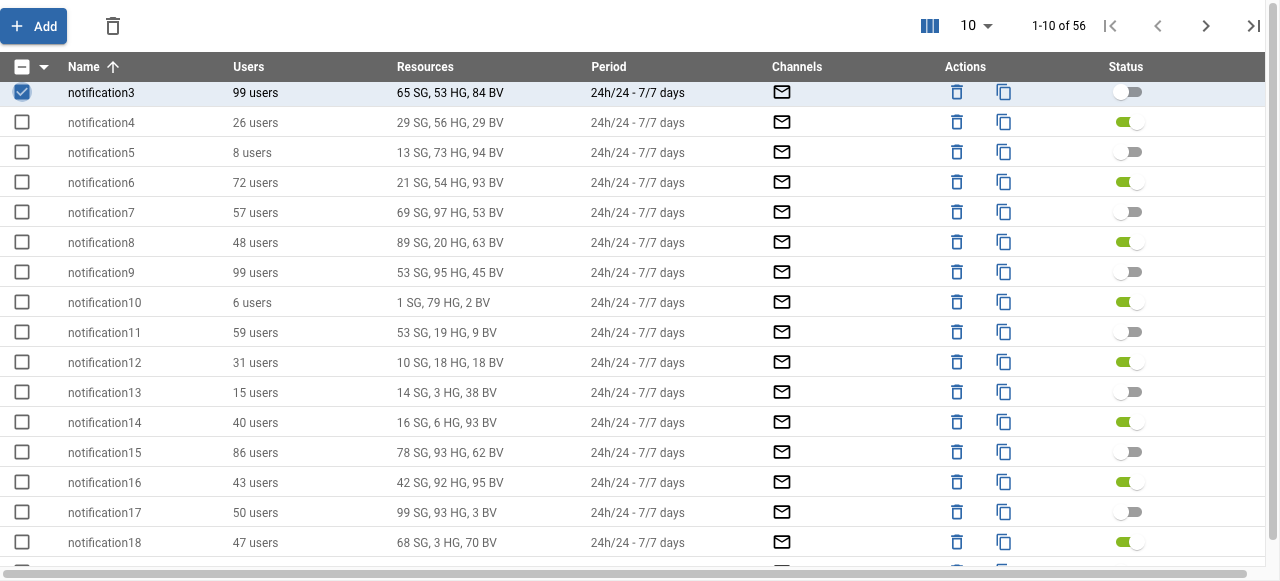 Add 10 1-10 of 56
Name Users Resources Period Channels Actions Status
notification3 99 users 65 SG, 53 HG, 84 BV 24h/24 - 7/7 days
notification4 26 users 29 SG, 56 HG, 29 BV 24h/24 - 7/7 days
notification5 8 users 13 SG, 73 HG, 94 BV 24h/24 - 7/7 days
notification6 72 users 21 SG, 54 HG, 93 BV 24h/24 - 7/7 days
notification7 57 users 69 SG, 97 HG, 53 BV 24h/24 - 7/7 days
notification8 48 users 89 SG, 20 HG, 63 BV 24h/24 - 7/7 days
notification9 99 users 53 SG, 95 HG, 45 BV 24h/24 - 7/7 days
notification10 6 users 1 SG, 79 HG, 2 BV 24h/24 - 7/7 days
notification11 59 users 53 SG, 19 HG, 9 BV 24h/24 - 7/7 days
notification12 31 users 10 SG, 18 HG, 18 BV 24h/24 - 7/7 days
notification13 15 users 14 SG, 3 HG, 38 BV 24h/24 - 7/7 days
notification14 40 users 16 SG, 6 HG, 93 BV 24h/24 - 7/7 days
notification15 86 users 78 SG, 93 HG, 62 BV 24h/24 - 7/7 days
notification16 43 users 42 SG, 92 HG, 95 BV 24h/24 - 7/7 days
notification17 50 users 99 SG, 93 HG, 3 BV 24h/24 - 7/7 days
notification18 47 users 68 SG, 3 HG, 70 BV 24h/24 - 7/7 days